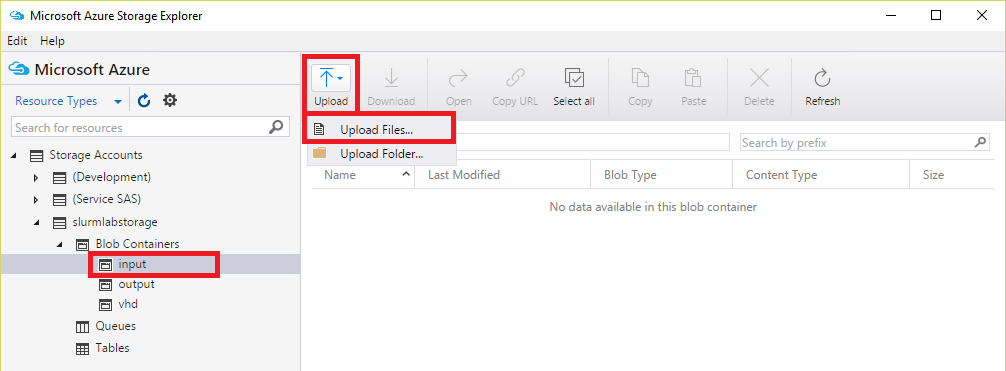 Microsoft Azure Storage Explorer
Edit Help
Microsoft Azure
Resource Types
Search for resources
Storage Accounts
(Development)
(Service SAS)
slurmlabstorage
Blob Containers
input
output
vhd
Queues
Tables
Upload Download Open Copy URL Select all Copy Paste Delete Refresh
Upload Files...
Upload Folder...
Search by prefix
Name Last Modified Blob Type Content Type Size
No data available in this blob container